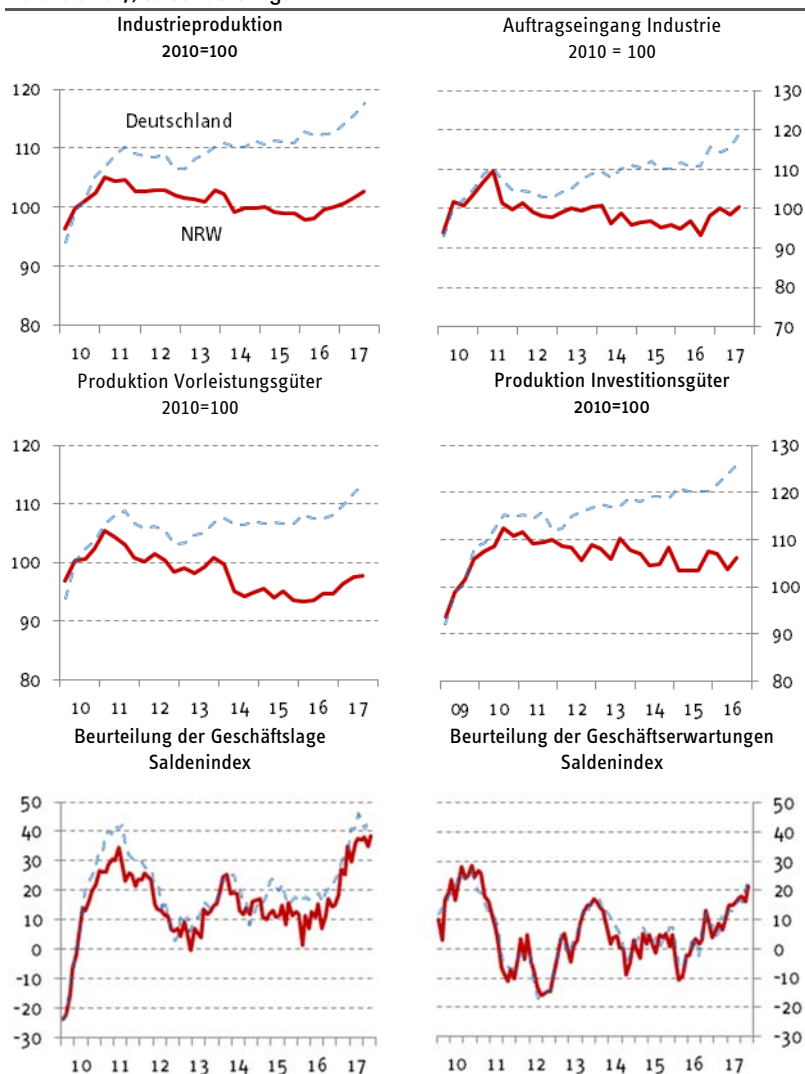 Industrieproduktion
2010=100
120
110
100
90
80
Deutschland
NRW
10 11 12 13 14 15 16 17
Auftragseingang Industrie
2010 = 100
130
120
110
100
90
80
70
10 11 12 13 14 15 16 17
Produktion Vorleistungsgüter
2010=100
120
110
100
90
80
10 11 12 13 14 15 16 17
Produktion Investitionsgüter
2010=100
130
120
110
100
90
80
09 10 11 12 13 14 15 16
Beurteilung der Geschäftslage
Saldenindex
50
40
30
20
10
0
-10
-20
-30
10 11 12 13 14 15 16 17
Beurteilung der Geschäftserwartungen
Saldenindex
50
40
30
20
10
0
-10
-20
-30
10 11 12 13 14 15 16 17